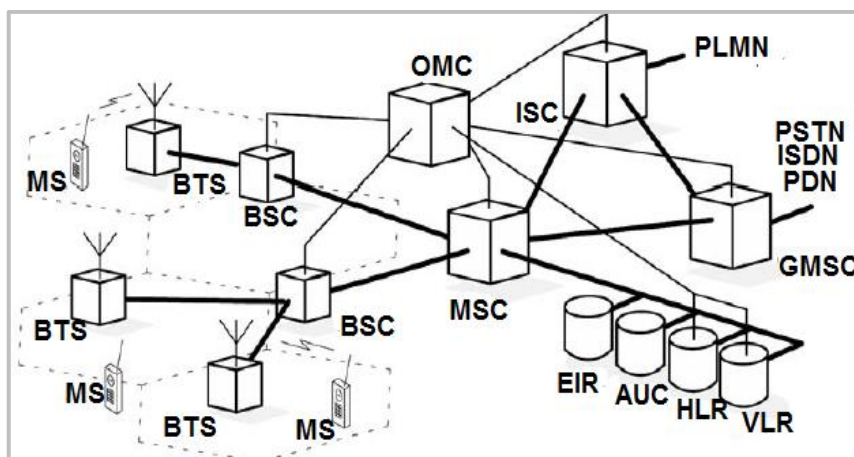 PLMN
OMC
ISC
PSTN
ISDN
PDN
MS
BTS
BSC
GMSC
MSC
BTS
BSC
EIR
AUC
HLR
VLR
MS
BTS
MS